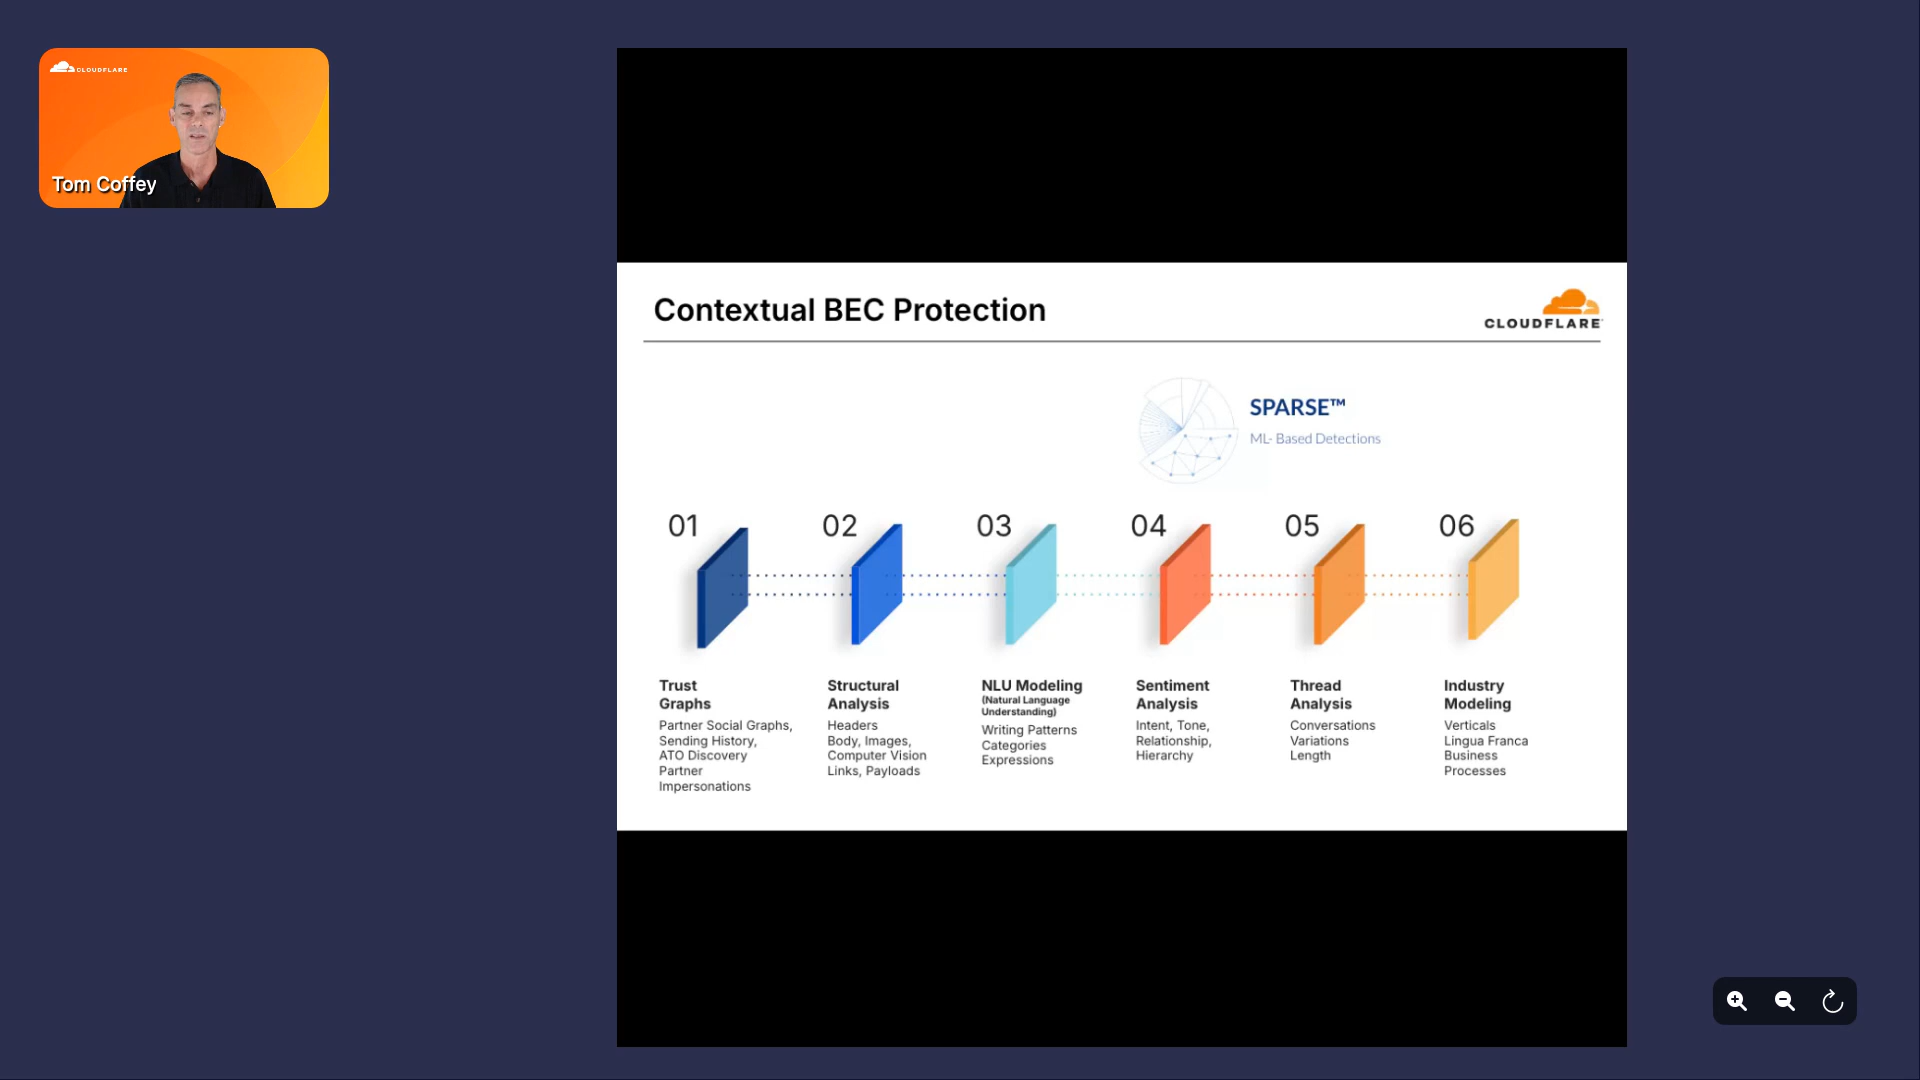 CLOUDFLARE
Tom Coffey
Contextual BEC Protection
CLOUDFLARE
SPARSE™
ML- Based Detections
01
Trust
Graphs
Partner Social Graphs,
Sending History,
ATO Discovery
Partner
Impersonations
02
Structural
Analysis
Headers
Body, Images,
Computer Vision
Links, Payloads
03
NLU Modeling
(Natural Language
Understanding)
Writing Patterns
Categories
Expressions
04
Sentiment
Analysis
Intent, Tone,
Relationship,
Hierarchy
05
Thread
Analysis
Conversations
Variations
Length
06
Industry
Modeling
Verticals
Lingua Franca
Business
Processes